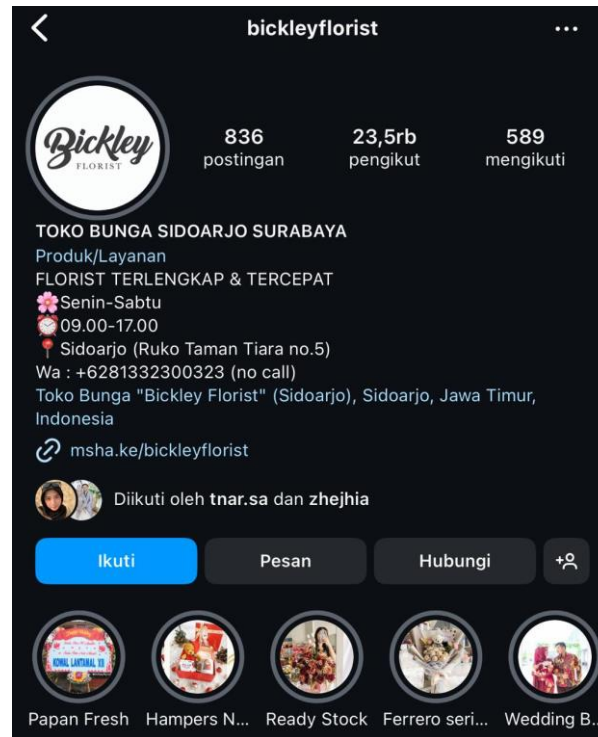 bickleyflorist
Bickley
FLORIST
836
postingan
23,5rb
pengikut
589
mengikuti
TOKO BUNGA SIDOARJO SURABAYA
Produk/Layanan
FLORIST TERLENGKAP & TERCEPAT
🌸Senin-Sabtu
⏰09.00-17.00
📍Sidoarjo (Ruko Taman Tiara no.5)
Wa : +6281332300323 (no call)
Toko Bunga "Bickley Florist" (Sidoarjo), Sidoarjo, Jawa Timur,
Indonesia
msha.ke/bickleyflorist
Diikuti oleh tnar.sa dan zhejhia
Ikuti
Pesan
Hubungi
KOWAL LANTAMAL XII
Papan Fresh
Hampers N...
Ready Stock
Ferrero seri...
Wedding B..